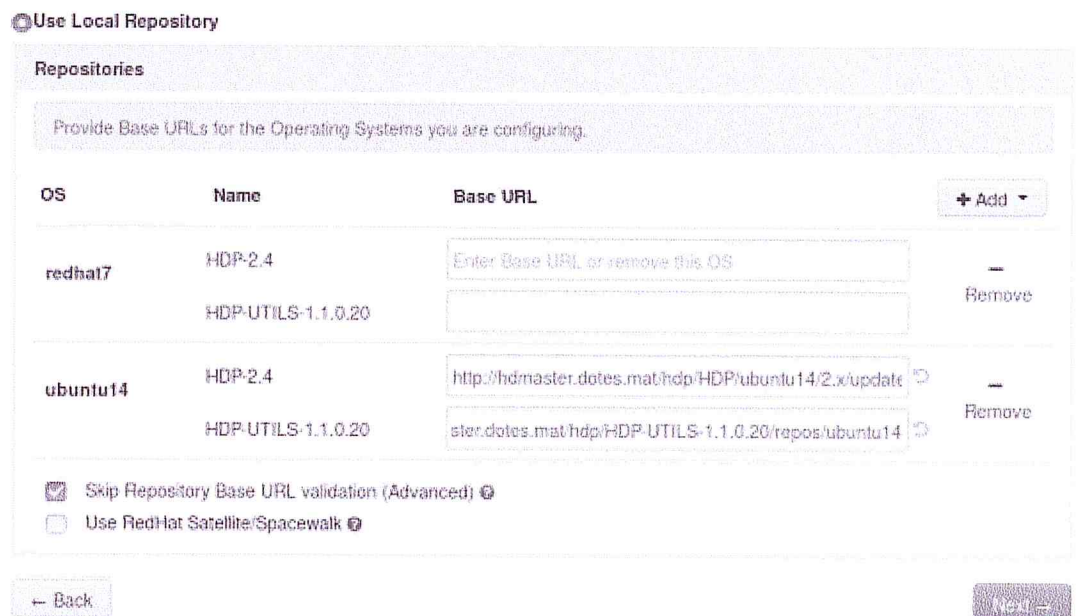 Use Local Repository
Repositories
Provide Base URLs for the Operating Systems you are configuring.
OS Name Base URL + Add
redhat7 HDP-2.4 Enter Base URL or remove this OS
HDP-UTILS-1.1.0.20
– Remove
ubuntu14 HDP-2.4 http://hdmaster.dotes.mat/hdp/HDP/ubuntu14/2.x/update
HDP-UTILS-1.1.0.20 ster.dotes.mat/hdp/HDP-UTILS-1.1.0.20/repos/ubuntu14
– Remove
Skip Repository Base URL validation (Advanced)
Use RedHat Satellite/Spacewalk
← Back
Next →